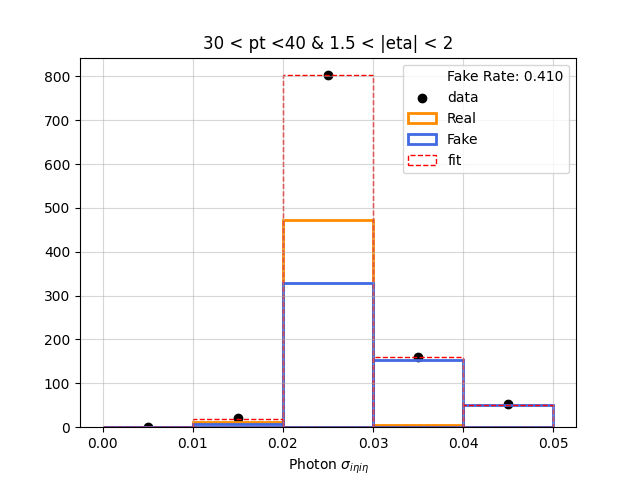 30 < pt <40 & 1.5 < |eta| < 2
Fake Rate: 0.410
data
Real
Fake
fit
800
700
600
500
400
300
200
100
0
0.00 0.01 0.02 0.03 0.04 0.05
Photon σiηiη